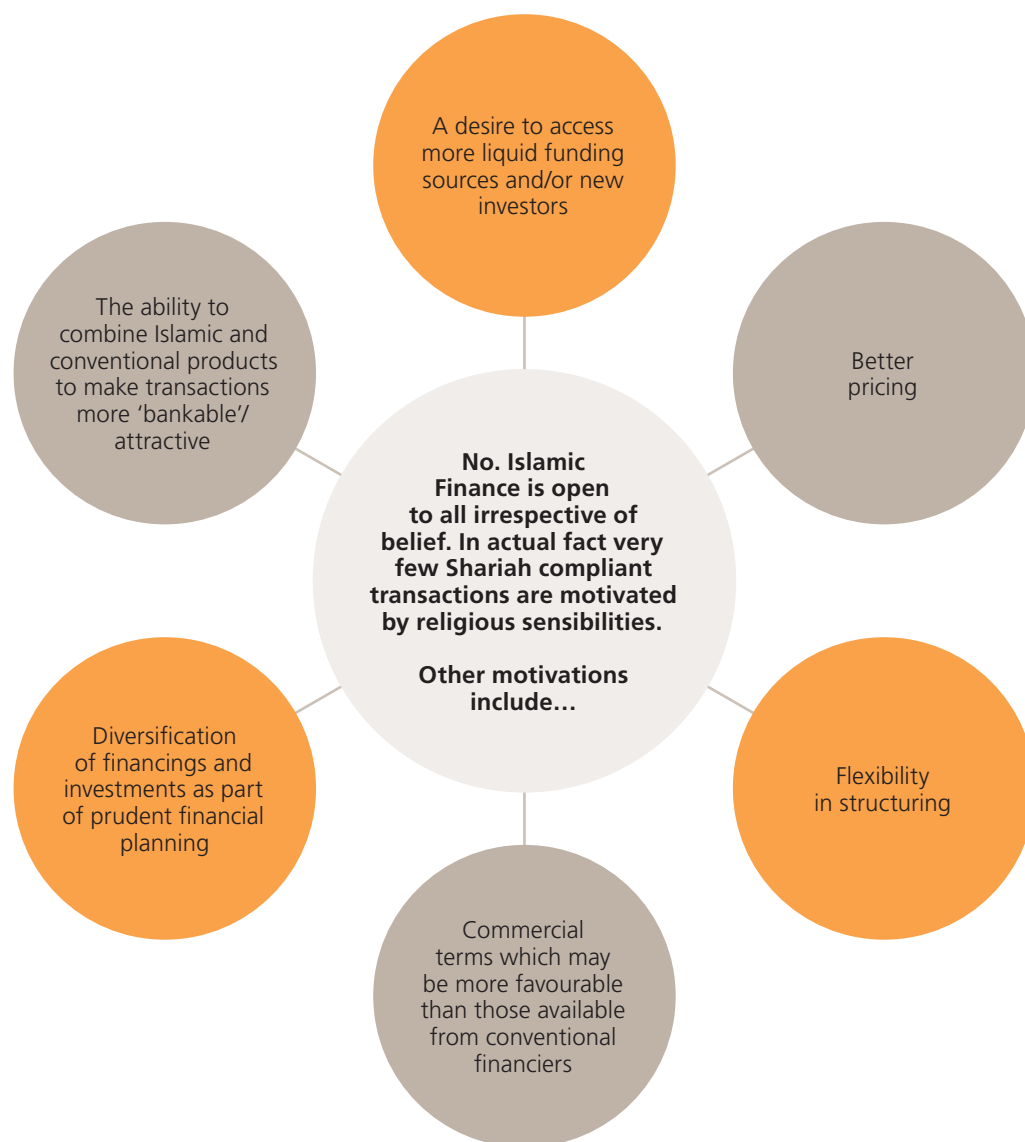 A desire to access
more liquid funding
sources and/or new
investors
The ability to
combine Islamic and
conventional products
to make transactions
more ‘bankable’/
attractive
Better
pricing
No. Islamic
Finance is open
to all irrespective of
belief. In actual fact very
few Shariah compliant
transactions are motivated
by religious sensibilities.
Other motivations
include…
Diversification
of financings and
investments as part
of prudent financial
planning
Flexibility
in structuring
Commercial
terms which may
be more favourable
than those available
from conventional
financiers